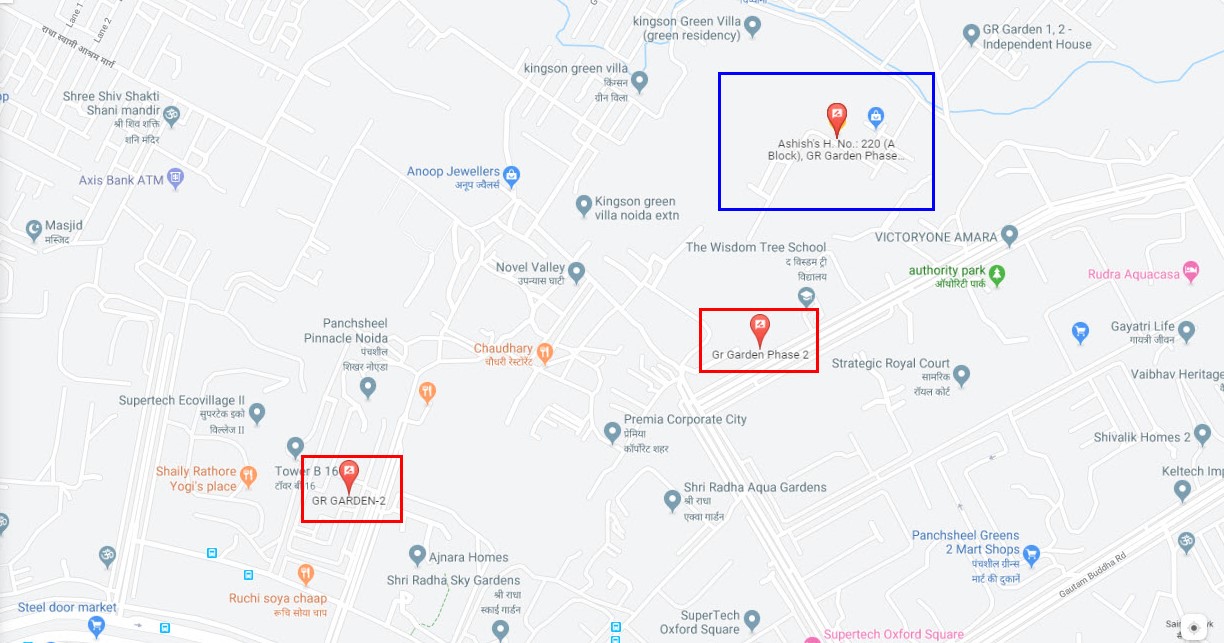 Lane 1
Lane 2
राधा स्वामी आश्रम मार्ग
kingson Green Villa
(green residency)
GR Garden 1, 2 -
Independent House
kingson green villa
किंग्सन
ग्रीन विला
Shree Shiv Shakti
Shani mandir
श्री शिव शक्ति
शनि मंदिर
Ashish's H. No.: 220 (A
Block), GR Garden Phase...
Axis Bank ATM
Anoop Jewellers
अनूप ज्वैलर्स
Kingson green
villa noida extn
Masjid
मस्जिद
VICTORYONE AMARA
The Wisdom Tree School
द विस्डम ट्री
विद्यालय
Novel Valley
उपन्यास घाटी
authority park
ऑथोरिटी पार्क
Rudra Aquacasa
Panchsheel
Pinnacle Noida
पंचशील
शिखर नोएडा
Chaudhary
चौधरी रेस्टोरेंट
Gr Garden Phase 2
Gayatri Life
गायत्री जीवन
Strategic Royal Court
सामरिक
रॉयल कोर्ट
Vaibhav Heritage
Supertech Ecovillage II
सुपरटेक इको
विल्लेज II
Premia Corporate City
प्रेमिया
कॉर्पोरेट शहर
Shivalik Homes 2
Shaily Rathore
Yogi's place
Tower B 16
टॉवर बी 16
GR GARDEN-2
Keltech Imp
Shri Radha Aqua Gardens
श्री राधा
एक्वा गार्डन
Panchsheel Greens
2 Mart Shops
पंचशील ग्रीन्स
मार्ट की दुकानें
Ajnara Homes
Shri Radha Sky Gardens
श्री राधा
स्काई गार्डन
Gautam Buddha Rd
Ruchi soya chaap
रूचि सोया चाप
Steel door market
SuperTech
Oxford Square
Supertech Oxford Square